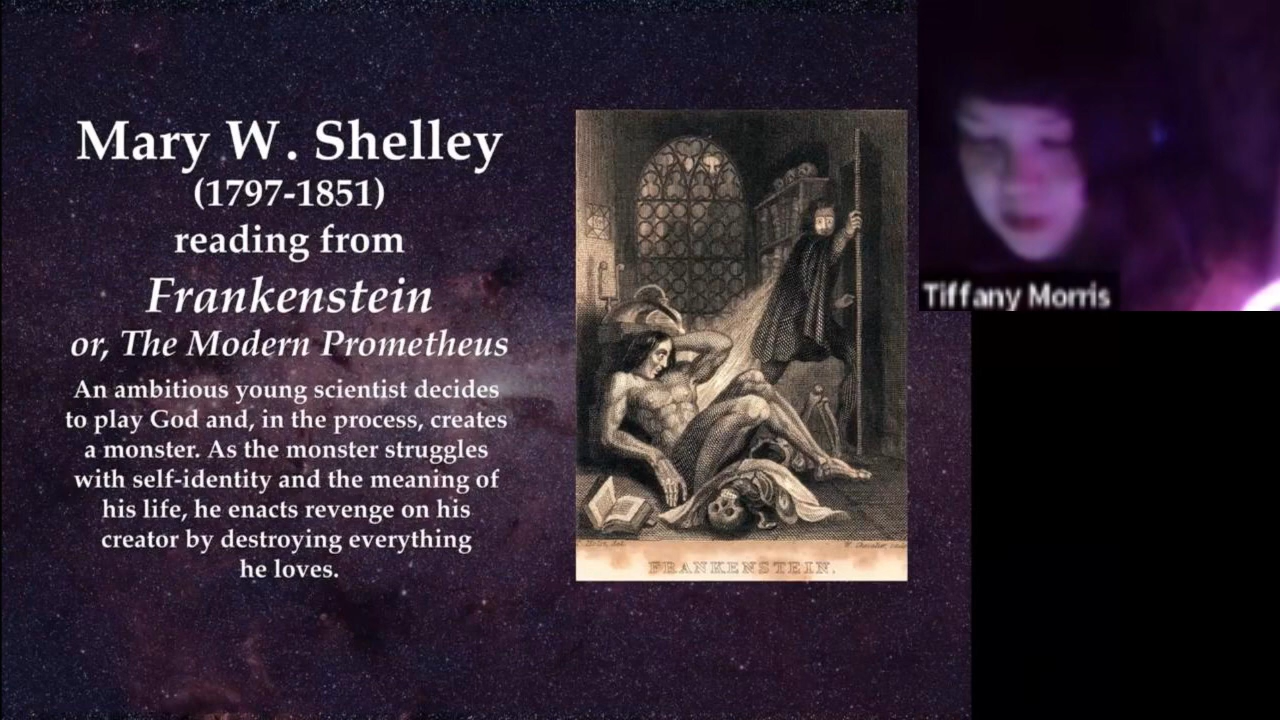 Mary W. Shelley
(1797-1851)
reading from
Frankenstein
or, The Modern Prometheus
An ambitious young scientist decides
to play God and, in the process, creates
a monster. As the monster struggles
with self-identity and the meaning of
his life, he enacts revenge on his
creator by destroying everything
he loves.
FRANKENSTEIN.
Tiffany Morris